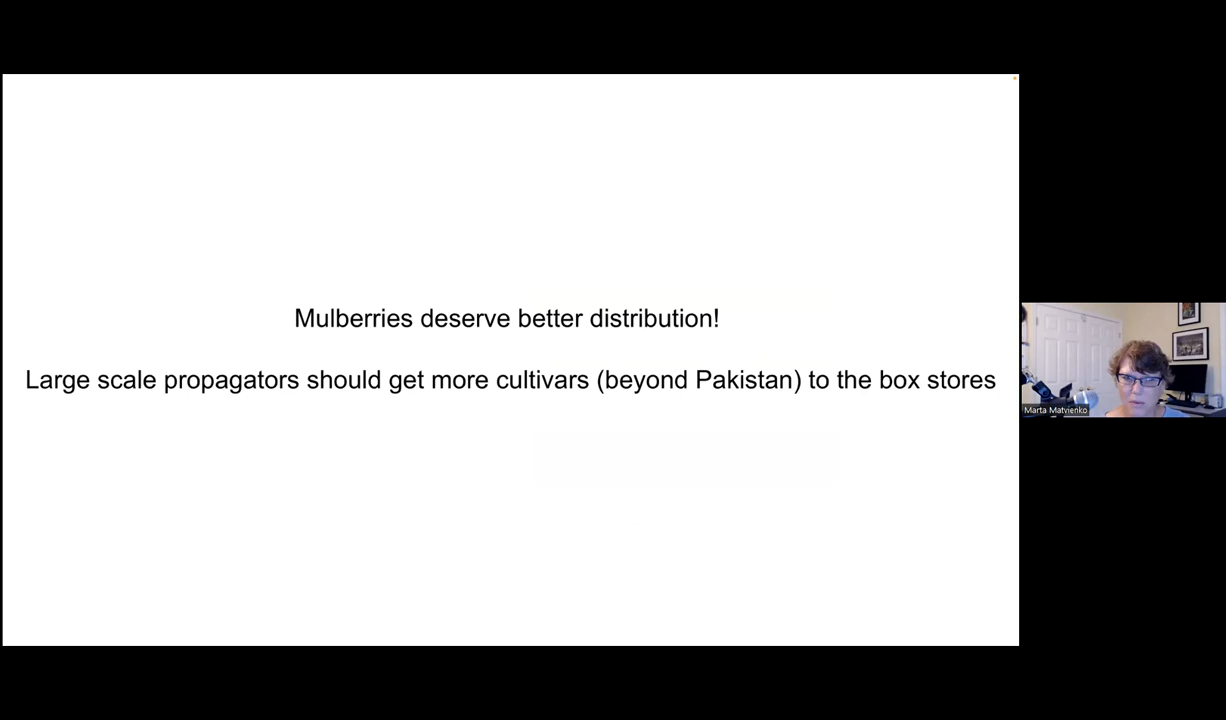 Mulberries deserve better distribution!
Large scale propagators should get more cultivars (beyond Pakistan) to the box stores
Marta Matvienko